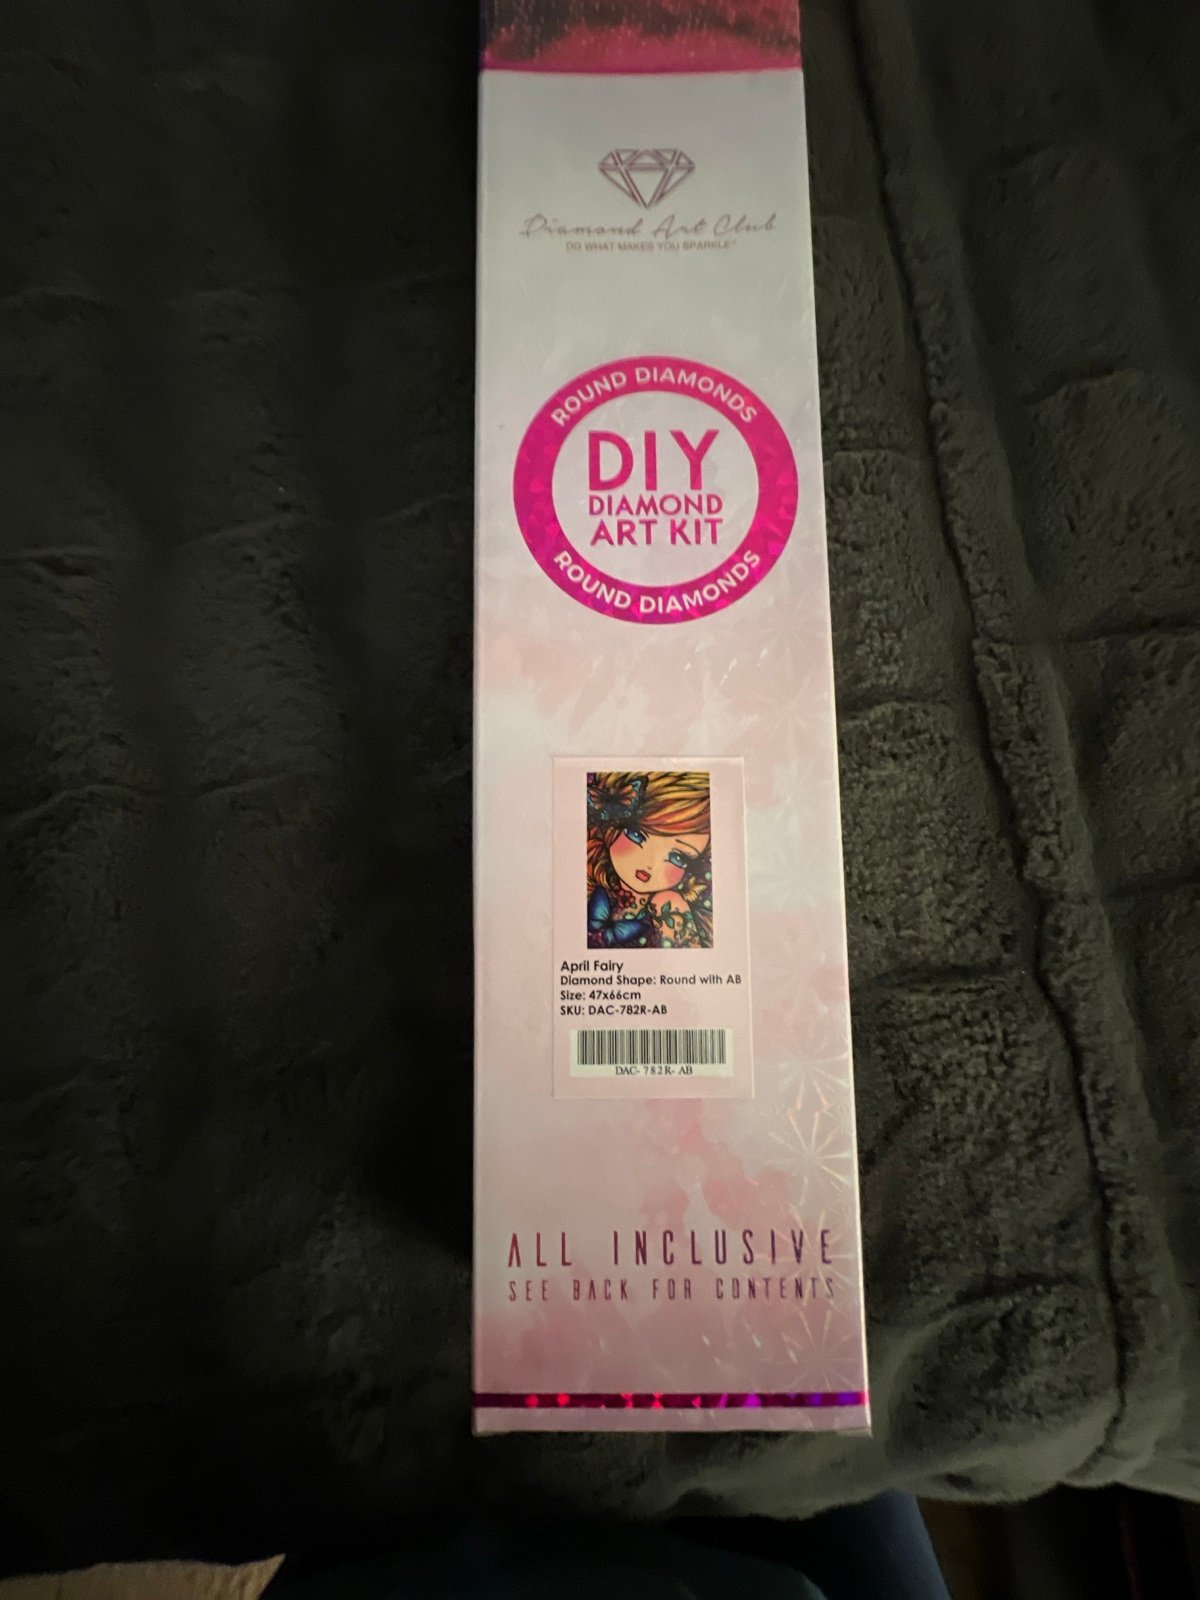 Diamond Art Club
DO WHAT MAKES YOU SPARKLE™
ROUND DIAMONDS
DIY
DIAMOND
ART KIT
ROUND DIAMONDS
April Fairy
Diamond Shape: Round with AB
Size: 47x66cm
SKU: DAC-782R-AB
DAC- 782R- AB
ALL INCLUSIVE
SEE BACK FOR CONTENTS